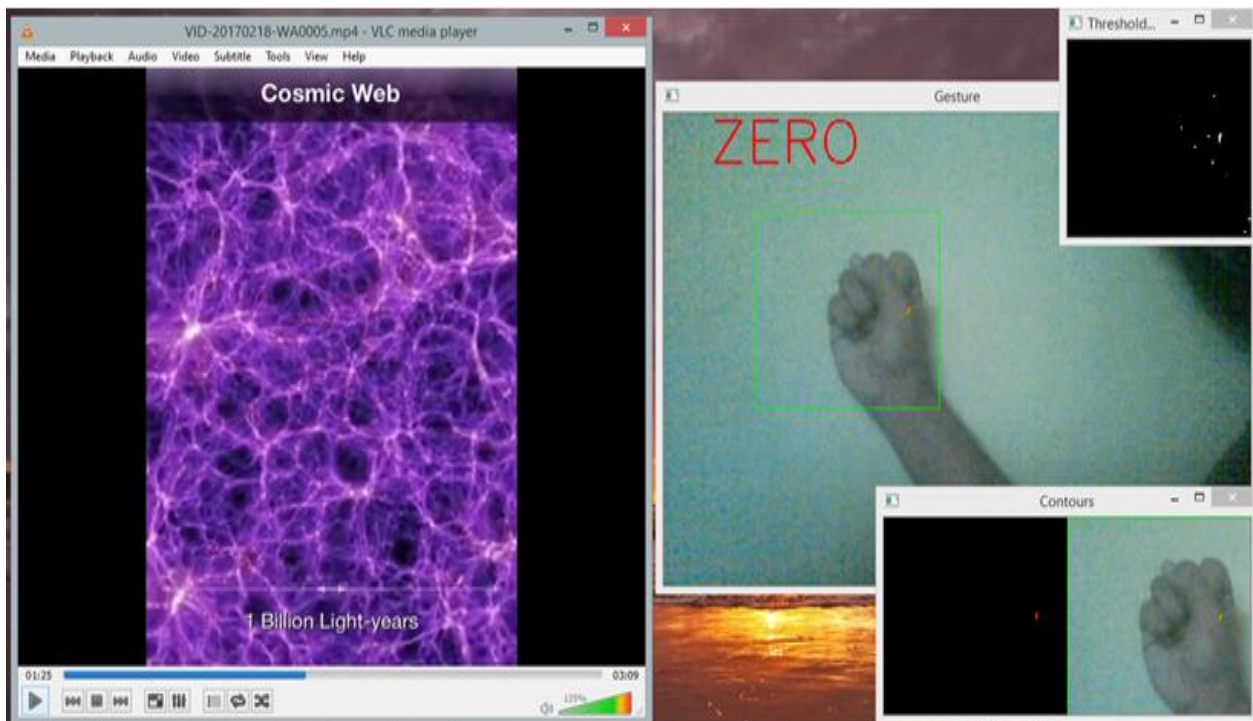 VID-20170218-WA0005.mp4 - VLC media player
Media Playback Audio Video Subtitle Tools View Help
Cosmic Web
1 Billion Light-years
01:25
03:09
125%
Gesture
ZERO
Threshold...
Contours